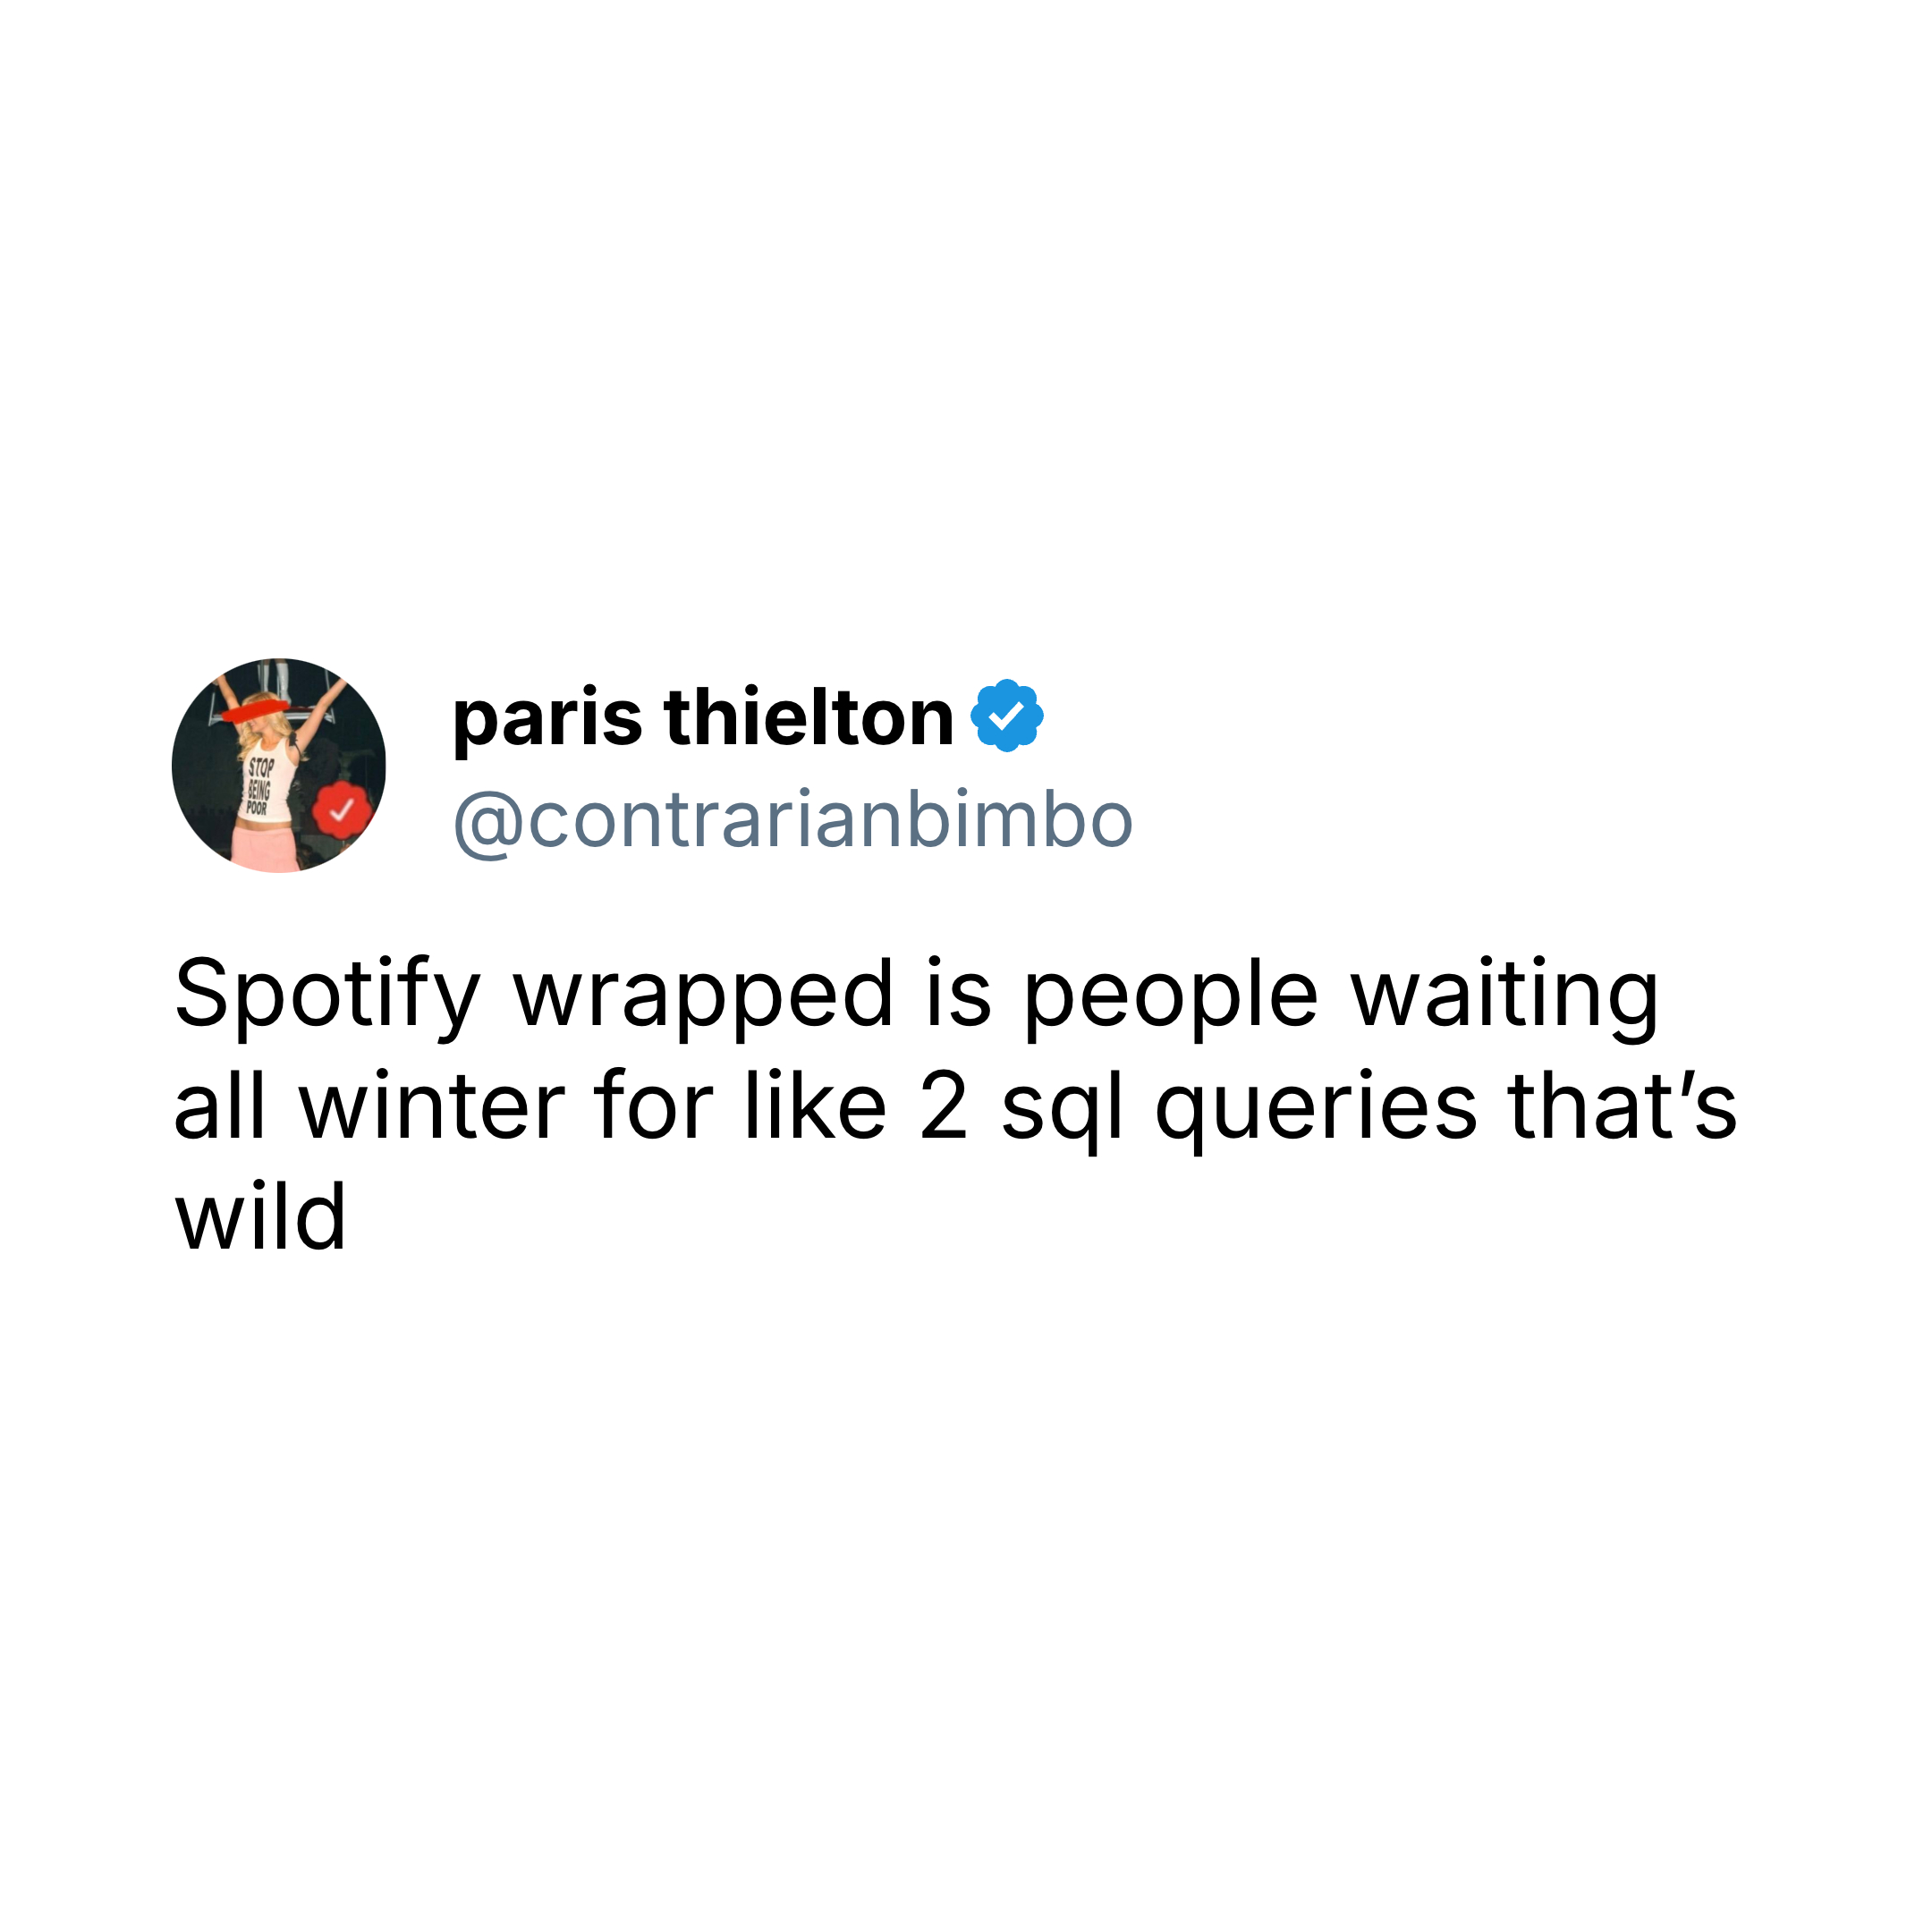 paris thielton
@contrarianbimbo
STOP
BEING
POOR
Spotify wrapped is people waiting
all winter for like 2 sql queries that’s
wild